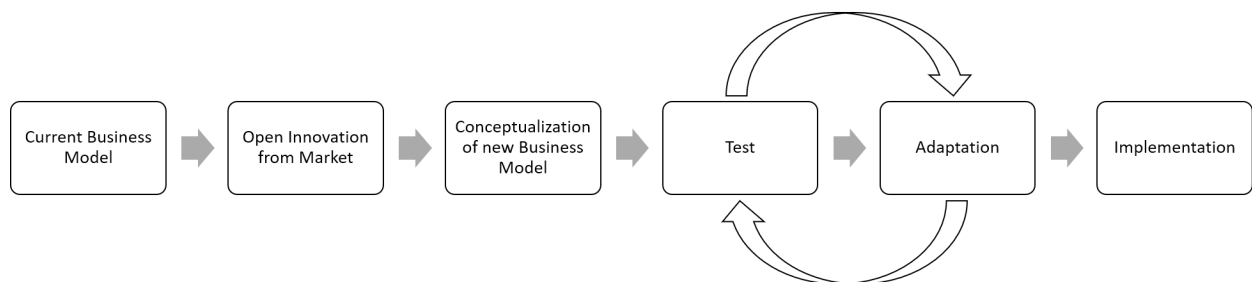 Current Business
Model
Open Innovation
from Market
Conceptualization
of new Business
Model
Test
Adaptation
Implementation